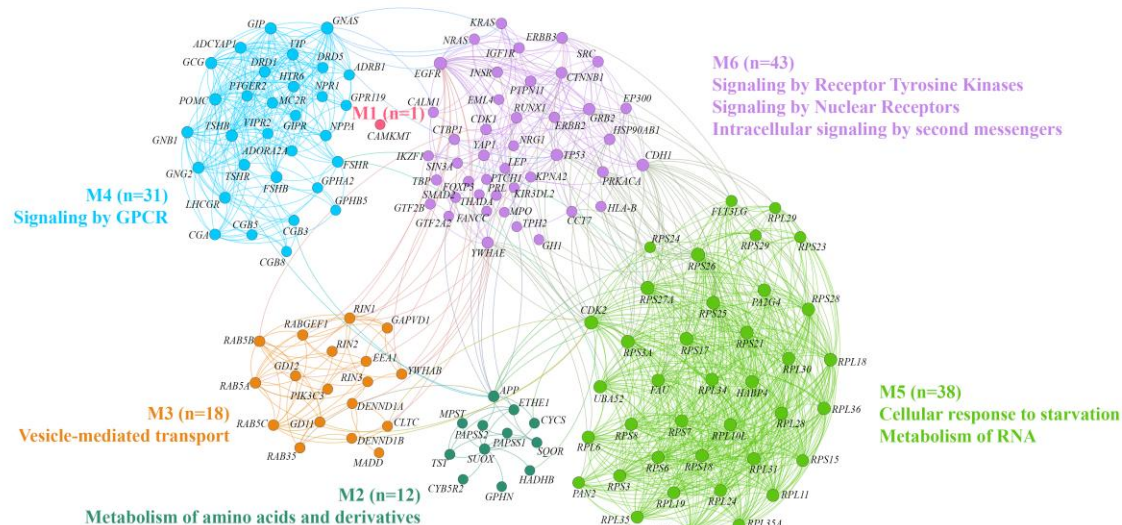 GIP
GNAS
ADCYAP1
VIP
GCG
DRD1
DRD5
ADRB1
HTR6
PTGER2
NPR1
POMC
MC2R
GPR119
TSHB
VIPR2
GIPR
NPPA
GNB1
ADORA2A
GNG2
TSHR
FSHB
FSHR
GPHA2
LHCGR
GPHB5
CGA
CGB5
CGB3
CGB8
M4 (n=31)
Signaling by GPCR
M1 (n=1)
CAMKMT
KRAS
NRAS
ERBB3
IGF1R
SRC
EGFR
INSR
CTNNB1
PTPN11
CALM1
EML4
RUNX1
EP300
GRB2
CTBP1
CDK1
ERBB2
HSP90AB1
YAP1
NRG1
IKZF1
SIN3A
LEP
TP53
CDH1
TBP
FOXP3
PTCH1
KPNA2
PRKACA
SMAD2
PRL
KIR3DL2
GTF2B
THADA
MPO
HLA-B
GTF2A2
FANCC
TPH2
CCT7
YWHAE
GH1
M6 (n=43)
Signaling by Receptor Tyrosine Kinases
Signaling by Nuclear Receptors
Intracellular signaling by second messengers
RIN1
RABGEF1
GAPVD1
RAB5B
RIN2
EEA1
GDI2
RIN3
YWHAB
RAB5A
PIK3C3
DENND1A
RAB5C
GDI1
CLTC
DENND1B
RAB35
MADD
M3 (n=18)
Vesicle-mediated transport
APP
ETHE1
MPST
CYCS
PAPSS2
PAPSS1
SQOR
TST
SUOX
HADHB
CYB5R2
GPHN
M2 (n=12)
Metabolism of amino acids and derivatives
FLT3LG
RPL29
RPS24
RPS29
RPS23
RPS26
RPS27A
PA2G4
RPS28
CDK2
RPS25
RPS3A
RPS17
RPS21
RPL18
RPL30
FAU
RPL34
HABP4
UBA52
RPL36
RPL6
RPS8
RPS7
RPL10L
RPL28
RPS6
RPS18
RPL31
RPS15
PAN2
RPS3
RPL19
RPL24
RPL11
RPL35
RPL35A
M5 (n=38)
Cellular response to starvation
Metabolism of RNA